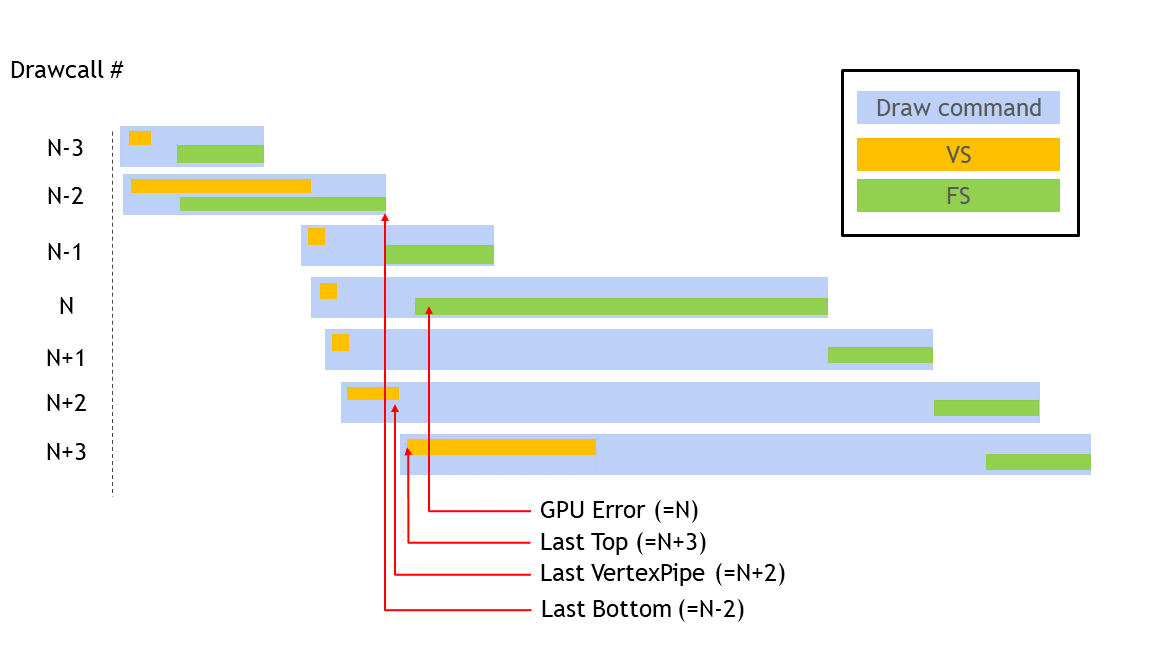 Drawcall #
Draw command
VS
FS
N-3
N-2
N-1
N
N+1
N+2
N+3
GPU Error (=N)
Last Top (=N+3)
Last VertexPipe (=N+2)
Last Bottom (=N-2)